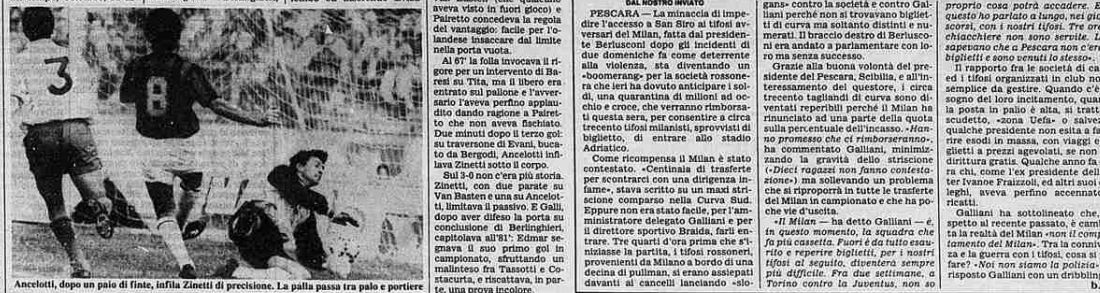 3
8
Ancelotti, dopo un paio di finte, infila Zinetti di precisione. La palla passa tra palo e portiere
aveva visto in fuori gioco) e
Pairetto concedeva la regola
del vantaggio: facile per l'o-
landese insaccare dal limite
nella porta vuota.
Al 67' la folla invocava il ri-
gore per un intervento di Ba-
resi su Tita, ma il libero era
entrato sul pallone e l'avver-
sario l'aveva perfino applau-
dito dando ragione a Pairet-
to che non aveva fischiato.
Due minuti dopo il terzo gol:
su traversone di Evani, buca-
to da Bergodi, Ancelotti infi-
lava Zinetti sotto il corpo.
Sul 3-0 non c'era più storia.
Zinetti, con due parate su
Van Basten e una su Ancelot-
ti, limitava il passivo. E Galli,
dopo aver difeso la porta su
conclusione di Berlinghieri,
capitolava all'81': Edmar se-
gnava il suo primo gol in
campionato, sfruttando un
malinteso fra Tassotti e Co-
stacurta, e riscattava, in par-
te, una prova incolore.
DAL NOSTRO INVIATO
PESCARA — La minaccia di impe-
dire l'accesso a San Siro ai tifosi av-
versari del Milan, fatta dal presiden-
te Berlusconi dopo gli incidenti di
due domeniche fa come deterrente
alla violenza, sta diventando un
«boomerang» per la società rossone-
ra che ieri ha dovuto anticipare i sol-
di, una quarantina di milioni ad oc-
chio e croce, che verranno rimborsa-
ti questa sera, per consentire a circa
trecento tifosi milanisti, sprovvisti di
biglietto, di entrare allo stadio
Adriatico.
Come ricompensa il Milan è stato
contestato. «Centinaia di trasferte
per scontrarci con una dirigenza in-
fame», stava scritto su un maxi stri-
scione comparso nella Curva Sud.
Eppure non era stato facile, per l'am-
ministratore delegato Galliani e per
il direttore sportivo Braida, farli en-
trare. Tre quarti d'ora prima che s'i-
niziasse la partita, i tifosi rossoneri,
provenienti da Milano a bordo di una
decina di pullman, si erano assiepati
davanti ai cancelli lanciando «slo-
gans» contro la società e contro Gal-
liani perché non si trovavano bigliet-
ti di curva ma soltanto distinti e nu-
merati. Il braccio destro di Berlusco-
ni era andato a parlamentare con lo-
ro ma senza successo.
Grazie alla buona volontà del pre-
sidente del Pescara, Scibilia, e all'in-
teressamento del questore, i circa
trecento tagliandi di curva sono di-
ventati reperibili perché il Milan ha
rinunciato ad una parte della quota
sulla percentuale dell'incasso. «Han-
no promesso che ci rimborseranno»,
ha commentato Galliani, minimiz-
zando la gravità dello striscione
(«Dieci ragazzi non fanno contesta-
zione») ma sollevando un problema
che si riproporrà in tutte le trasferte
del Milan in campionato e che ha po-
che vie d'uscita.
«Il Milan — ha detto Galliani — è,
in questo momento, la squadra che
fa più cassetta. Fuori è da tutto esau-
rito e reperire biglietti, per i nostri
tifosi al seguito, diventerà sempre
più difficile. Fra due settimane, a
Torino contro la Juventus, non so
proprio cosa potrà accadere. E
questo ho parlato a lungo, nei gio
scorsi, con i nostri tifosi. Tre ore
chiacchiere non sono servite. L
sapevano che a Pescara non c'er
biglietti e sono venuti lo stesso».
Il rapporto fra le società di ca
ed i tifosi organizzati in club no
semplice da gestire. Quando c'è
sogno del loro incitamento, quan
la posta in palio è alta, si tratt
scudetto, «zona Uefa» o salvez
qualche presidente non esita a fa
rire esodi in massa, con viaggi e
glietti a prezzi agevolati, se non
dirittura gratis. Qualche anno fa
ra chi, come l'ex presidente dell
ter Ivanoe Fraizzoli, ed altri suoi
leghi, aveva perfino accennato
ricatti.
Galliani ha sottolineato che,
spetto al recente passato, è camb
ta la realtà del Milan «non il comp
tamento del Milan». Tra la conniv
za e la guerra con i tifosi, cosa si
fare? «Noi non siamo la polizia»
risposto Galliani con un dribbling
b.